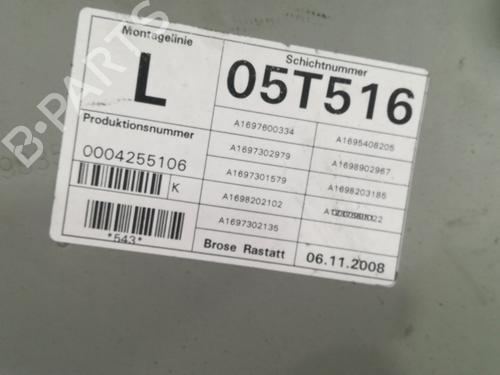 Montagelinie
L
Schichtnummer
05T516
Produktionsnummer
0004255106
K
*543*
A1697600334
A1697302979
A1697301579
A1698202102
A1697302135
A1695408205
A1698902967
A1698203185
Brose Rastatt
06.11.2008
B-PARTS